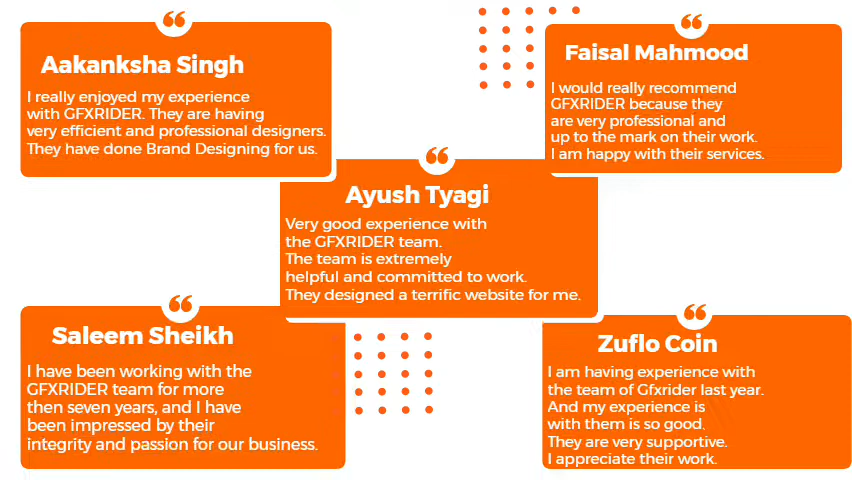 Aakanksha Singh
I really enjoyed my experience
with GFXRIDER. They are having
very efficient and professional designers.
They have done Brand Designing for us.
Faisal Mahmood
I would really recommend
GFXRIDER because they
are very professional and
up to the mark on their work.
I am happy with their services.
Ayush Tyagi
Very good experience with
the GFXRIDER team.
The team is extremely
helpful and committed to work.
They designed a terrific website for me.
Saleem Sheikh
I have been working with the
GFXRIDER team for more
then seven years, and I have
been impressed by their
integrity and passion for our business.
Zuflo Coin
I am having experience with
the team of Gfxrider last year.
And my experience is
with them is so good.
They are very supportive.
I appreciate their work.